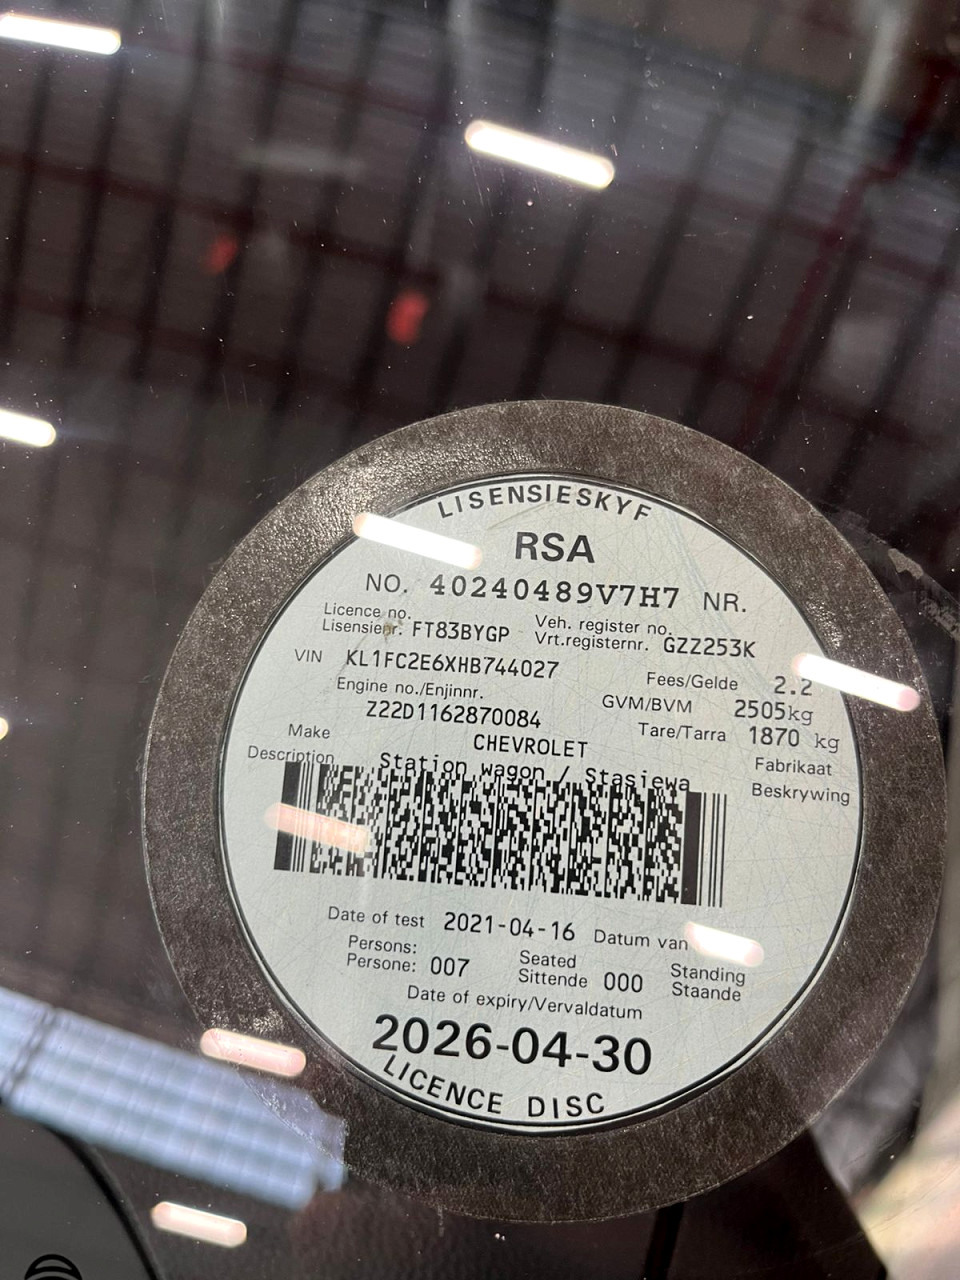 LISENSIESKYF
RSA
NO. 40240489V7H7 NR.
Licence no. Veh. register no.
Lisensienr. FT83BYGP Vrt.registernr. GZZ253K
VIN KL1FC2E6XHB744027 Fees/Gelde 2.2
Engine no./Enjinnr. GVM/BVM 2505kg
Z22D1162870084 Tare/Tarra 1870 kg
Make CHEVROLET Fabrikaat
Description Station wagon / Stasiewa Beskrywing
Date of test 2021-04-16 Datum van
Persons: Seated Standing
Persone: 007 Sittende 000 Staande
Date of expiry/Vervaldatum
2026-04-30
LICENCE DISC